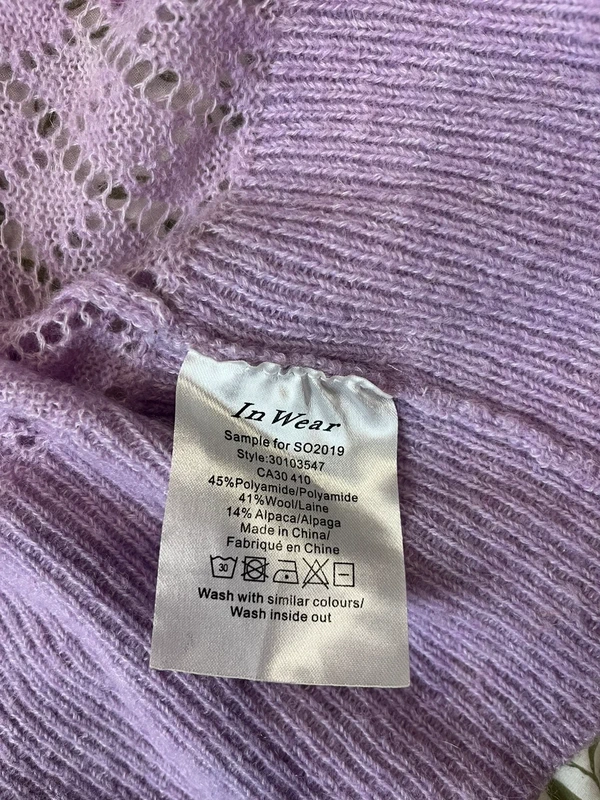 In Wear
Sample for SO2019
Style:30103547
CA30 410
45%Polyamide/Polyamide
41%Wool/Laine
14% Alpaca/Alpaga
Made in China/
Fabriqué en Chine
30
Wash with similar colours/
Wash inside out